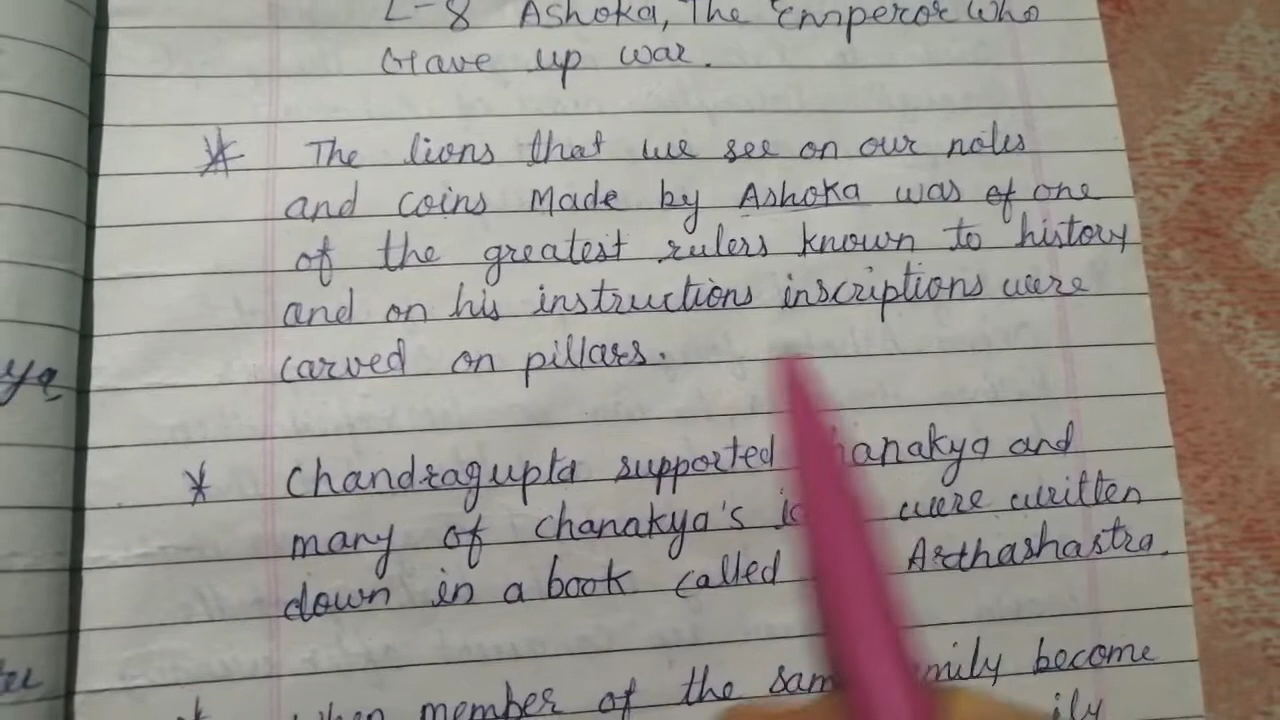 L-8 Ashoka, The Emperor Who
Gave up war.
* The lions that we see on our notes
and coins Made by Ashoka was of one
of the greatest rulers known to history
and on his instructions inscriptions were
carved on pillars.
* Chandragupta supported and
many of chanakya's were written
down in a book called Arthashastra.
member of the become